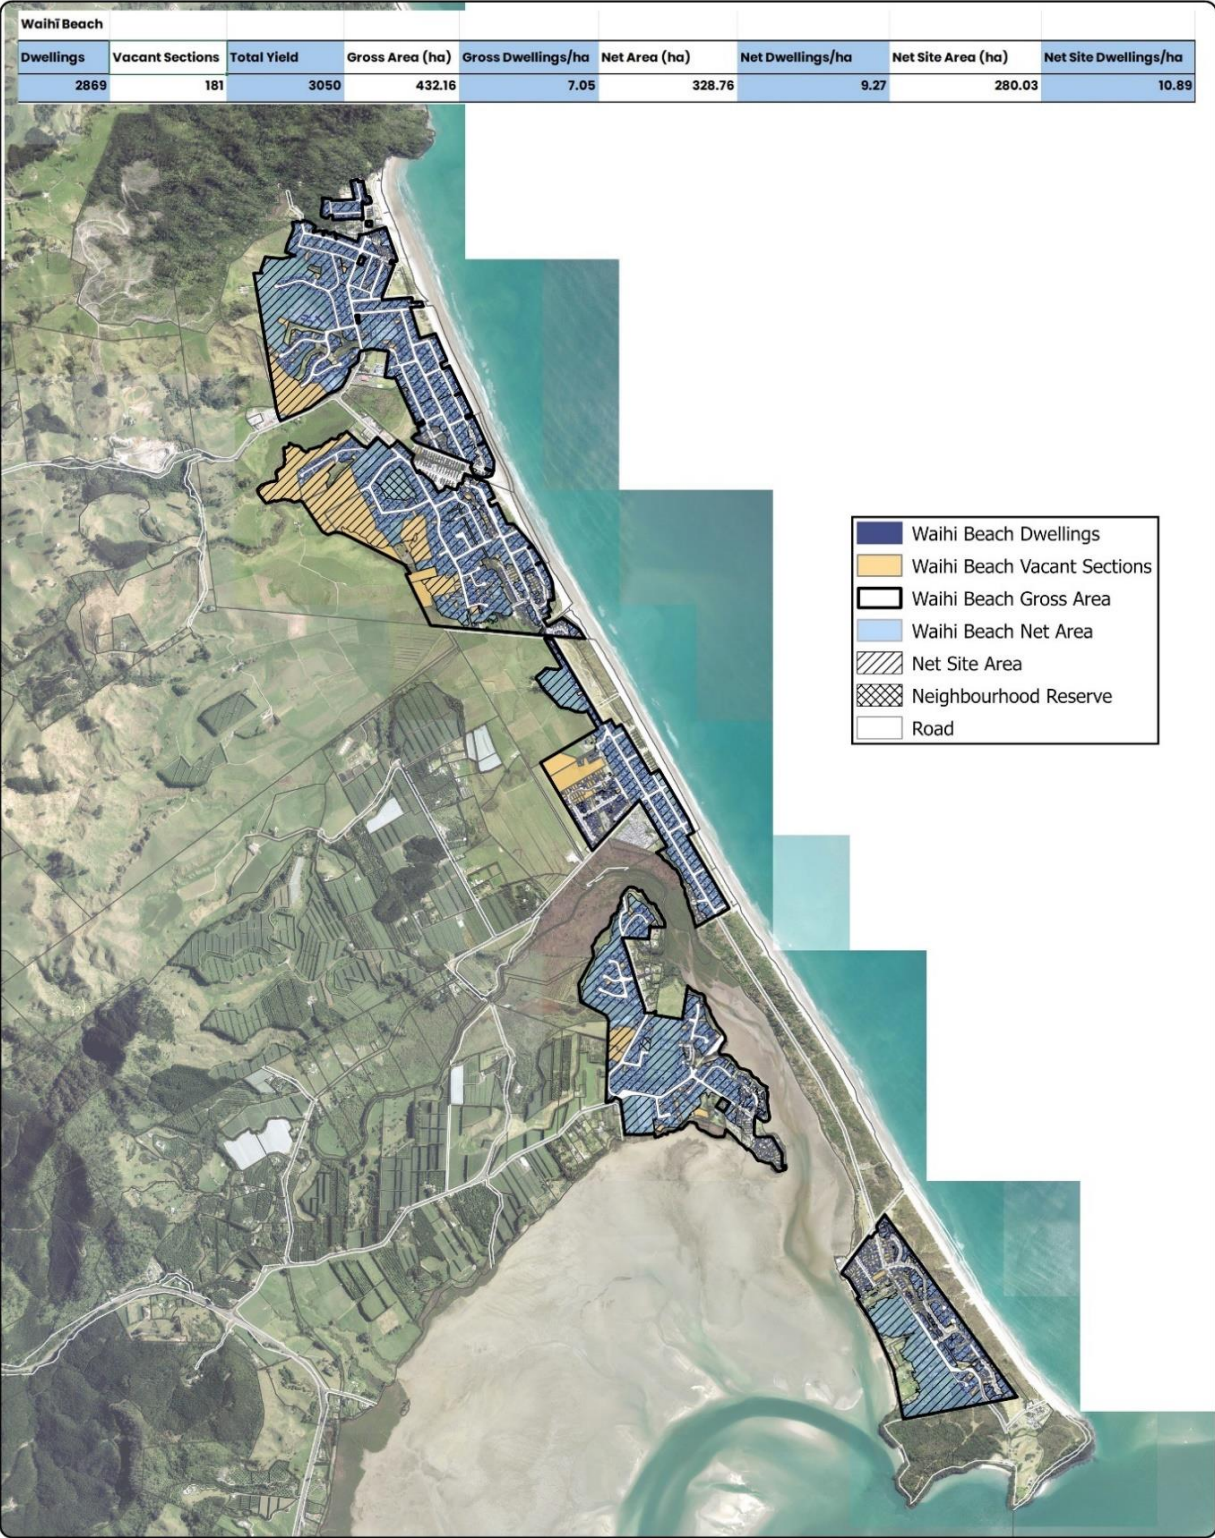 Waihī Beach
Dwellings Vacant Sections Total Yield Gross Area (ha) Gross Dwellings/ha Net Area (ha) Net Dwellings/ha Net Site Area (ha) Net Site Dwellings/ha
2869 181 3050 432.16 7.05 328.76 9.27 280.03 10.89
Waihi Beach Dwellings
Waihi Beach Vacant Sections
Waihi Beach Gross Area
Waihi Beach Net Area
Net Site Area
Neighbourhood Reserve
Road